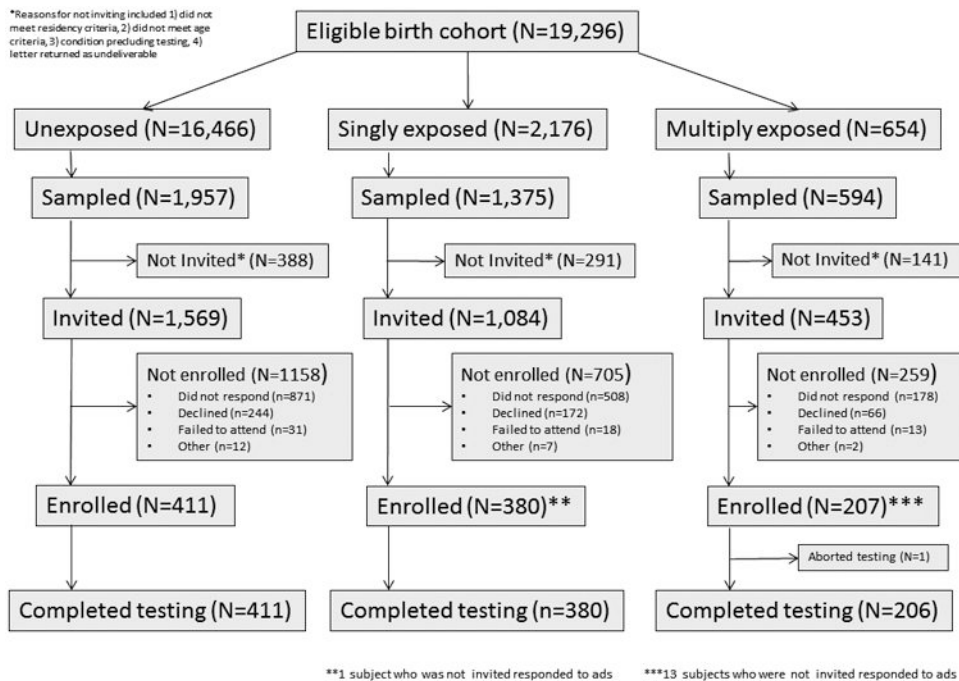 *Reasons for not inviting included 1) did not
meet residency criteria, 2) did not meet age
criteria, 3) condition precluding testing, 4)
letter returned as undeliverable
Eligible birth cohort (N=19,296)
Unexposed (N=16,466)
Singly exposed (N=2,176)
Multiply exposed (N=654)
Sampled (N=1,957)
Sampled (N=1,375)
Sampled (N=594)
Not Invited* (N=388)
Not Invited* (N=291)
Not Invited* (N=141)
Invited (N=1,569)
Invited (N=1,084)
Invited (N=453)
Not enrolled (N=1158)
• Did not respond (n=871)
• Declined (n=244)
• Failed to attend (n=31)
• Other (n=12)
Not enrolled (N=705)
• Did not respond (n=508)
• Declined (n=172)
• Failed to attend (n=18)
• Other (n=7)
Not enrolled (N=259)
• Did not respond (n=178)
• Declined (n=66)
• Failed to attend (n=13)
• Other (n=2)
Enrolled (N=411)
Enrolled (N=380)**
Enrolled (N=207)***
Aborted testing (N=1)
Completed testing (N=411)
Completed testing (n=380)
Completed testing (N=206)
**1 subject who was not invited responded to ads
***13 subjects who were not invited responded to ads